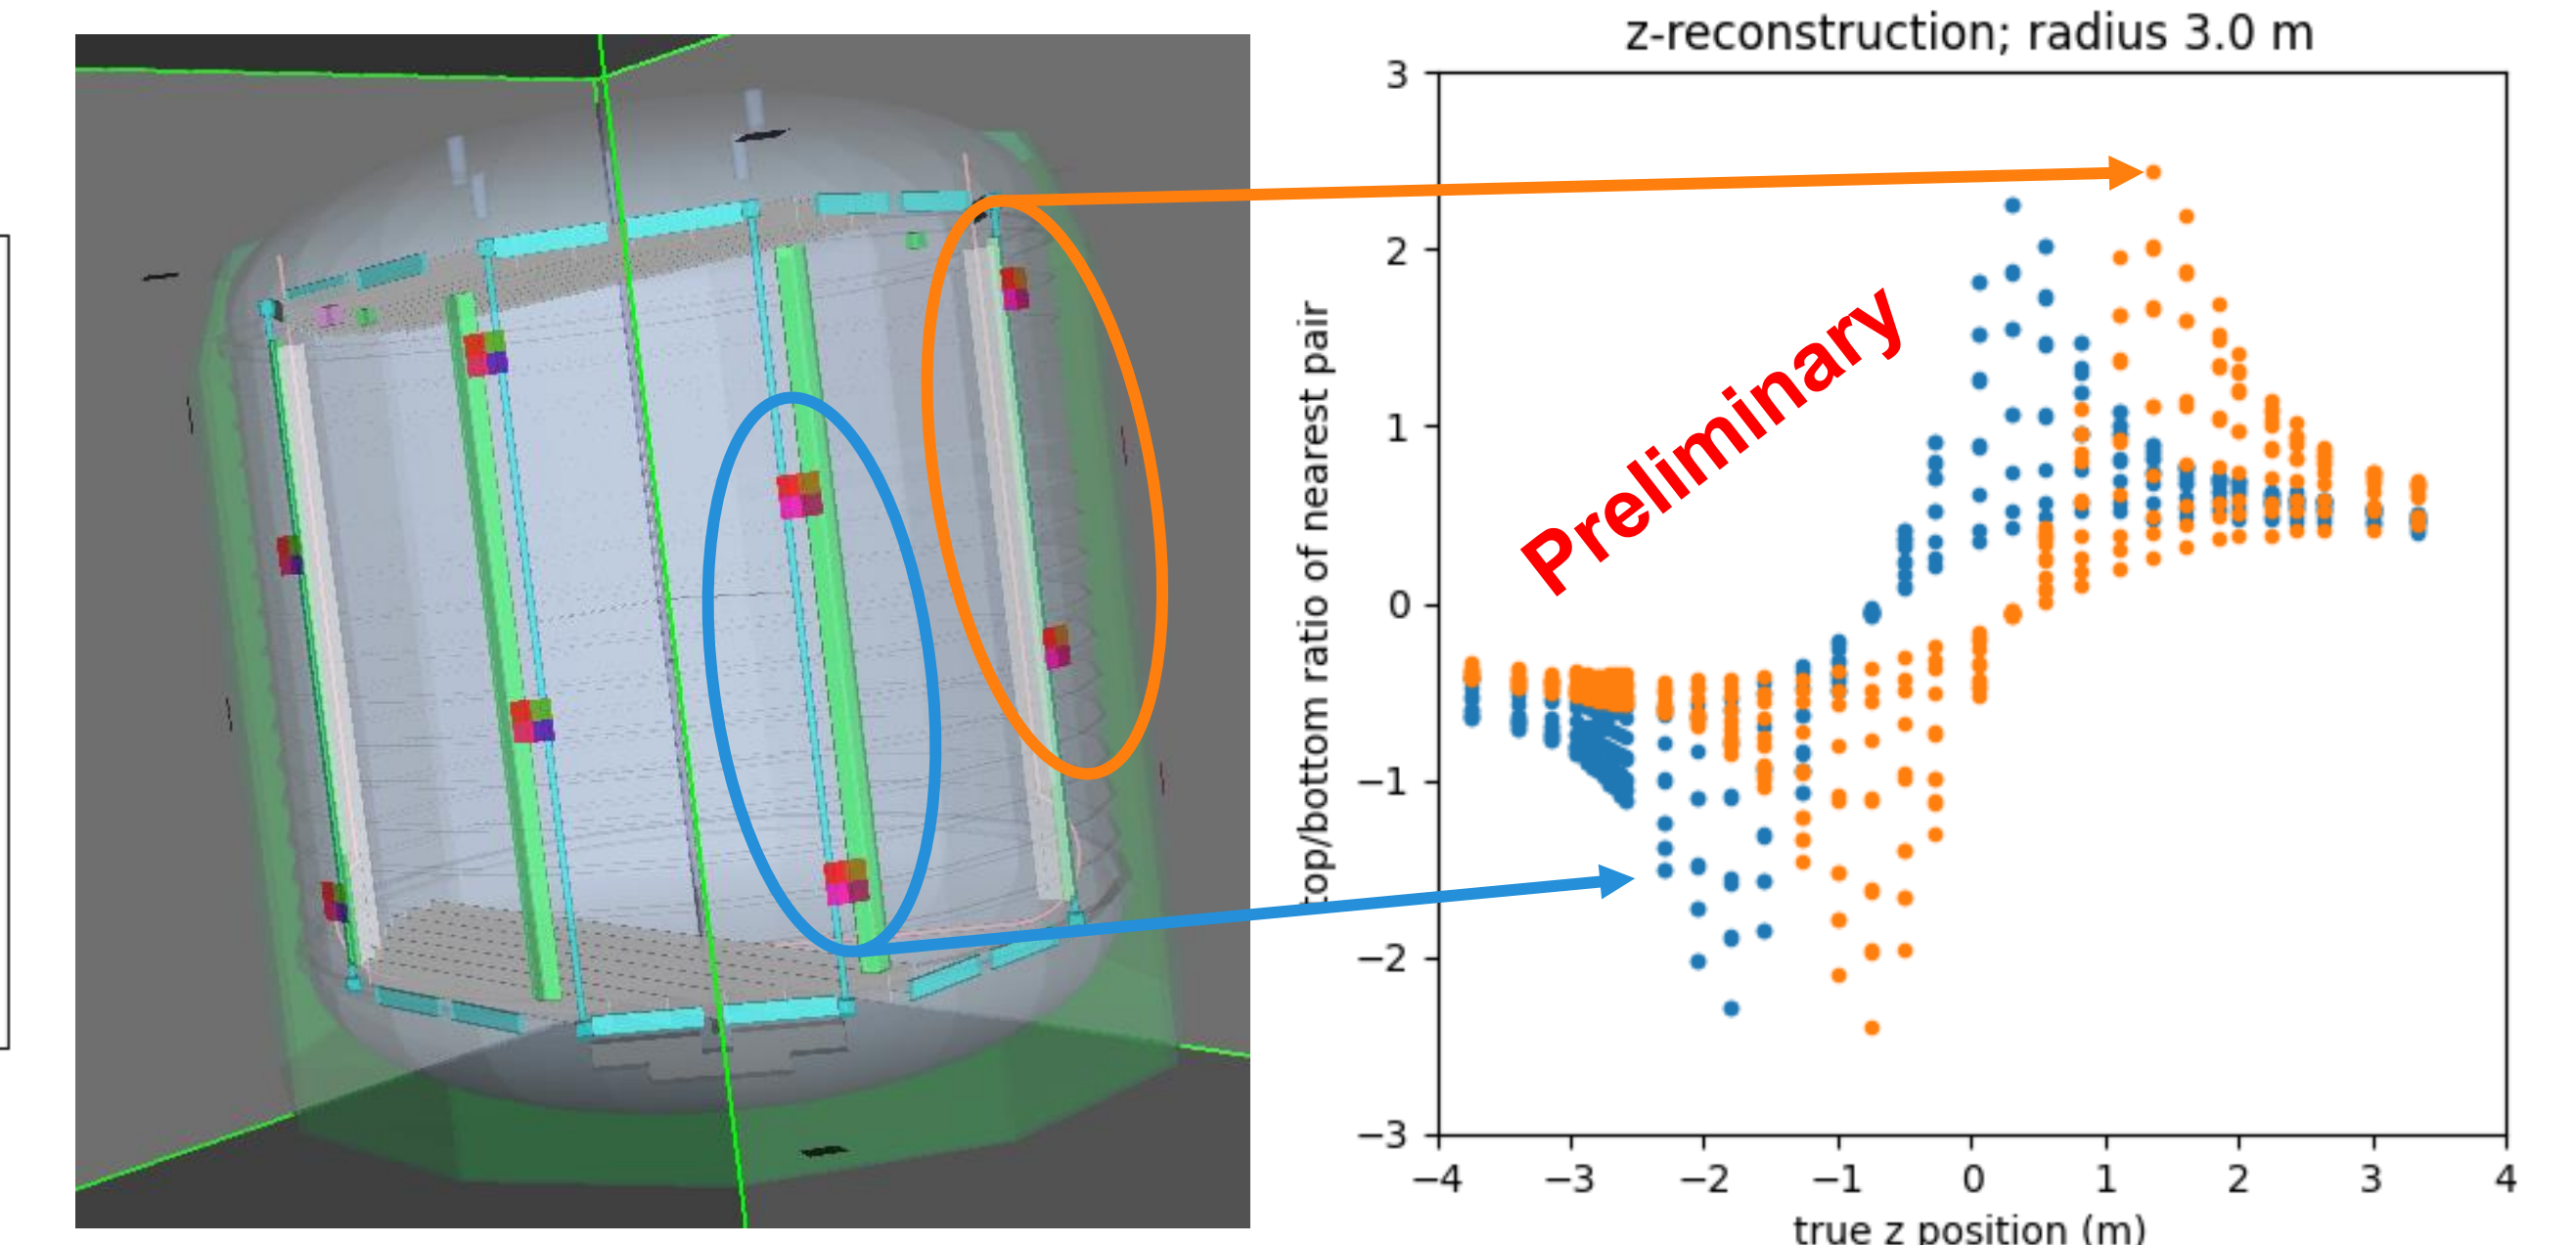 z-reconstruction; radius 3.0 m
3
2
1
0
−1
−2
−3
top/bottom ratio of nearest pair
Preliminary
−4 −3 −2 −1 0 1 2 3 4
true z position (m)